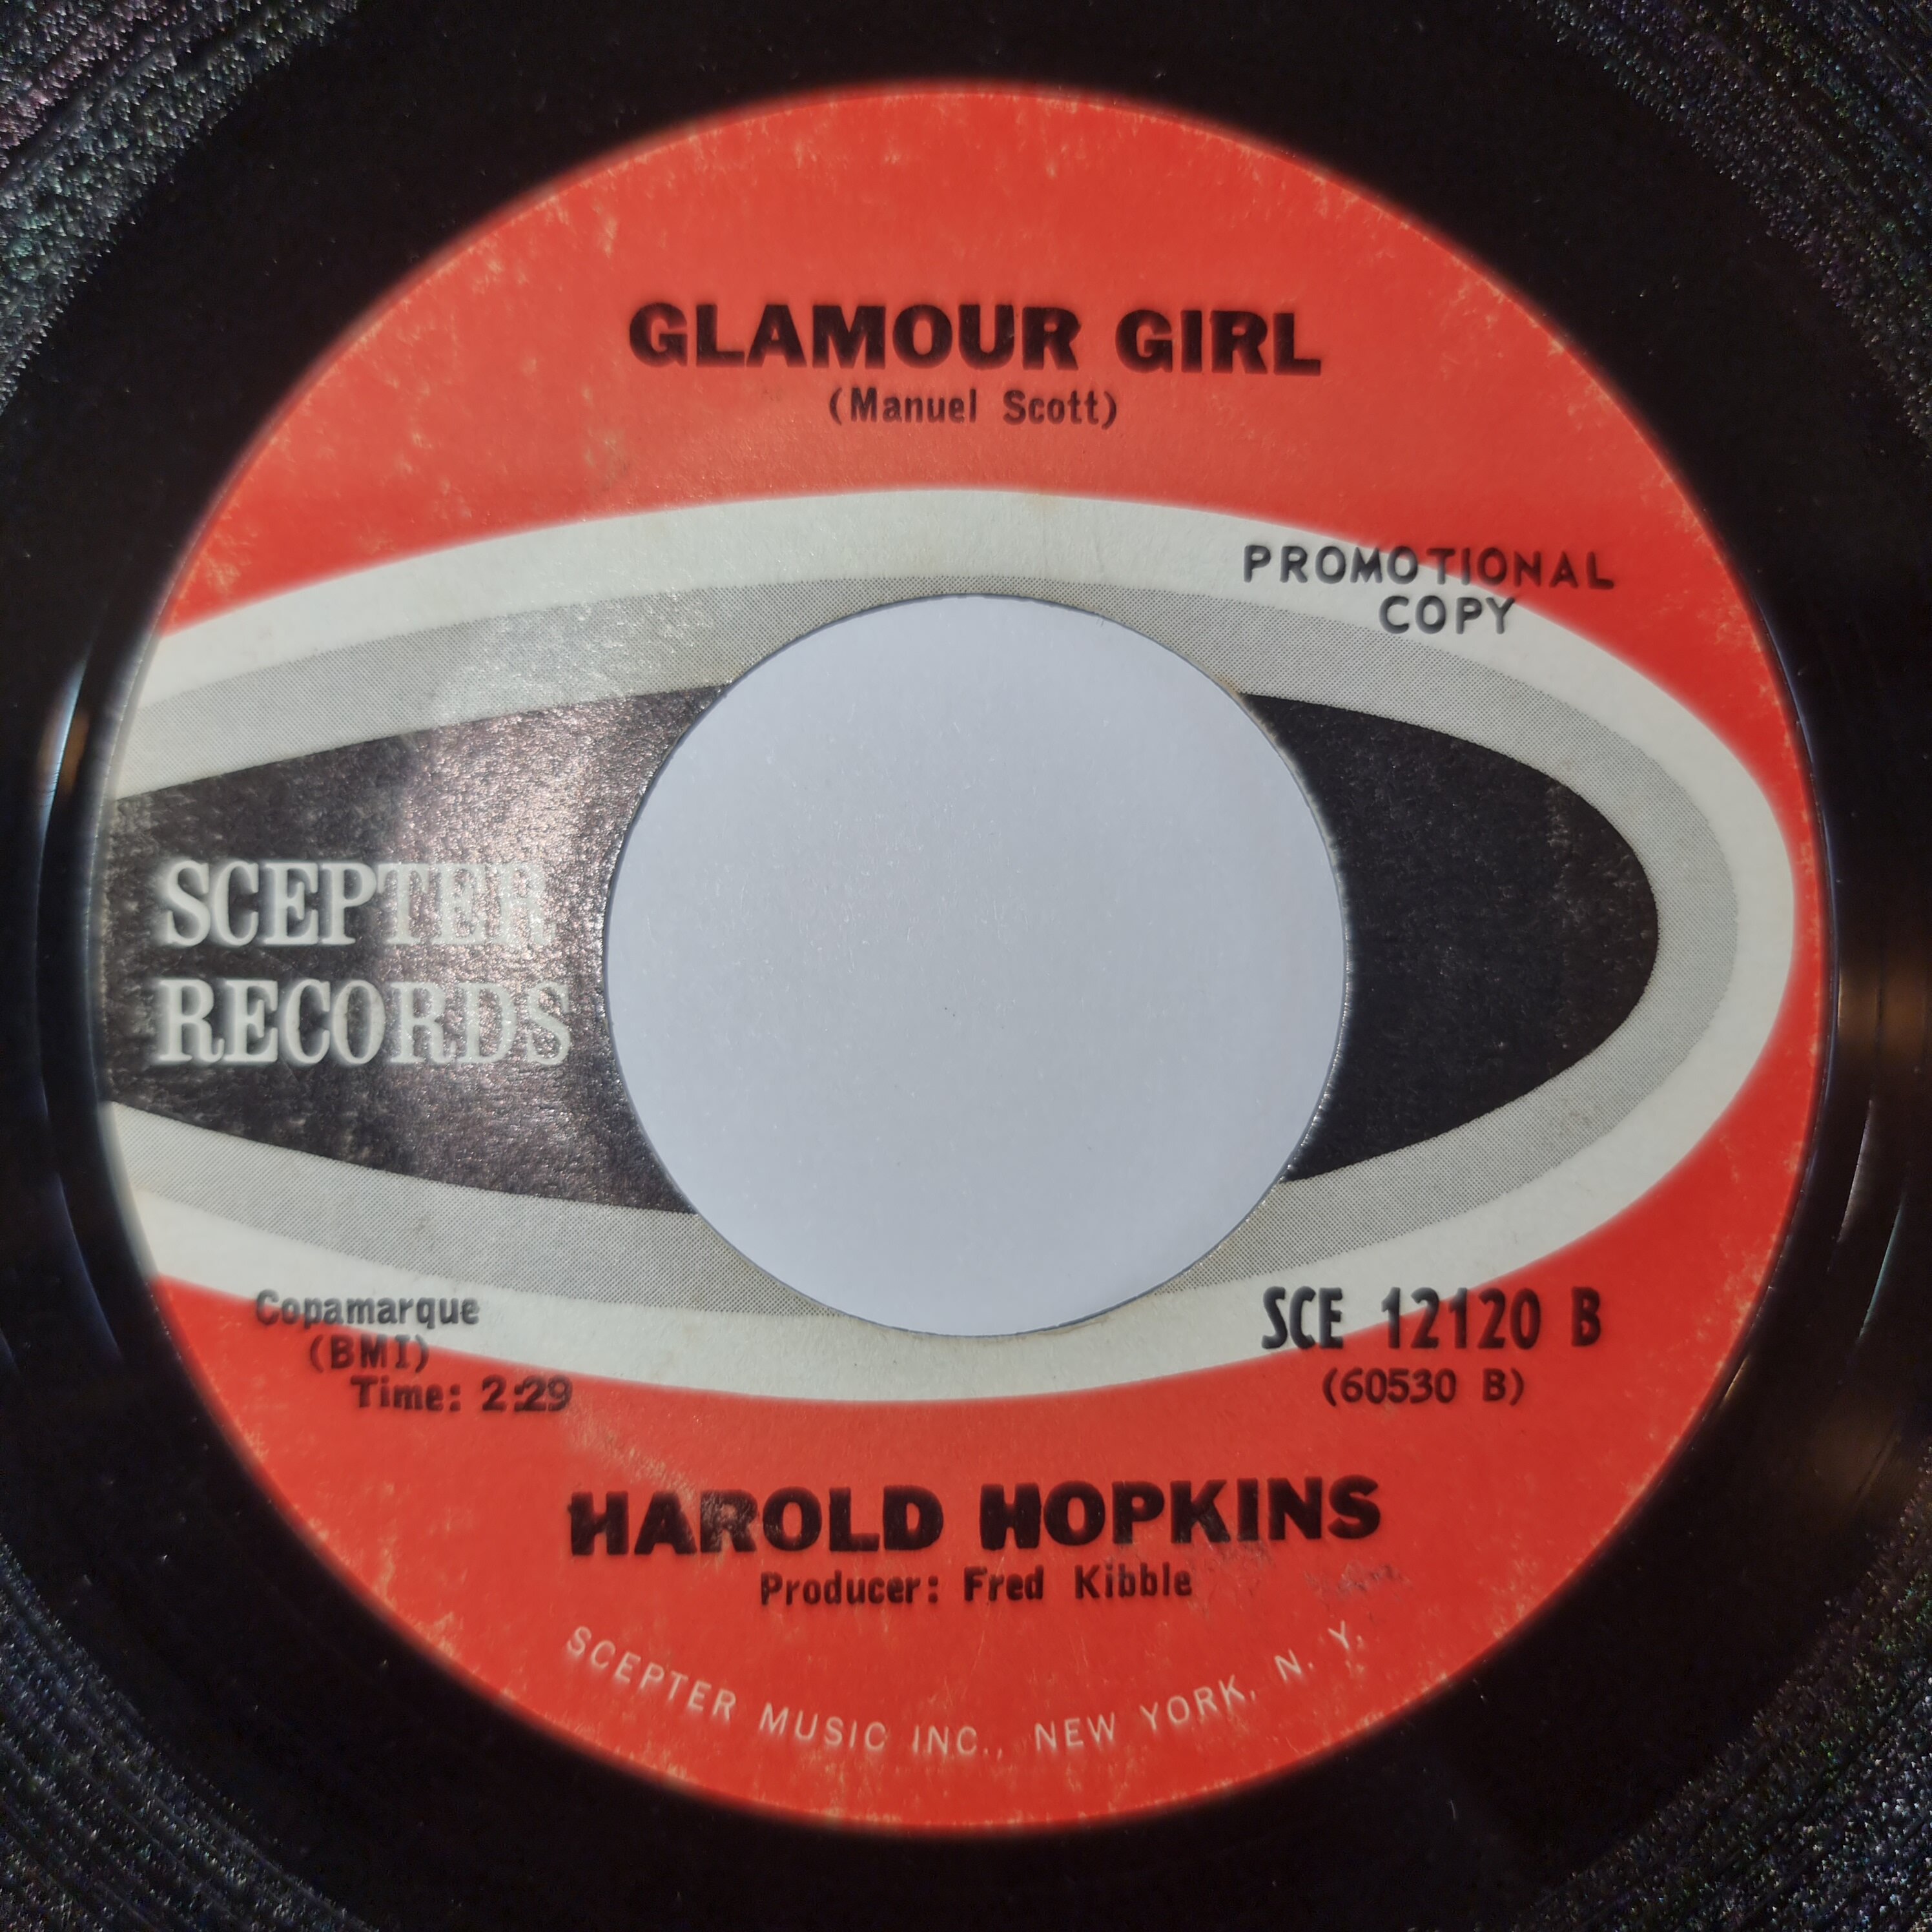 GLAMOUR GIRL
(Manuel Scott)
PROMOTIONAL
COPY
SCEPTER
RECORDS
Copamarque
(BMI)
Time: 2:29
SCE 12120 B
(60530 B)
HAROLD HOPKINS
Producer: Fred Kibble
SCEPTER MUSIC INC., NEW YORK, N. Y.